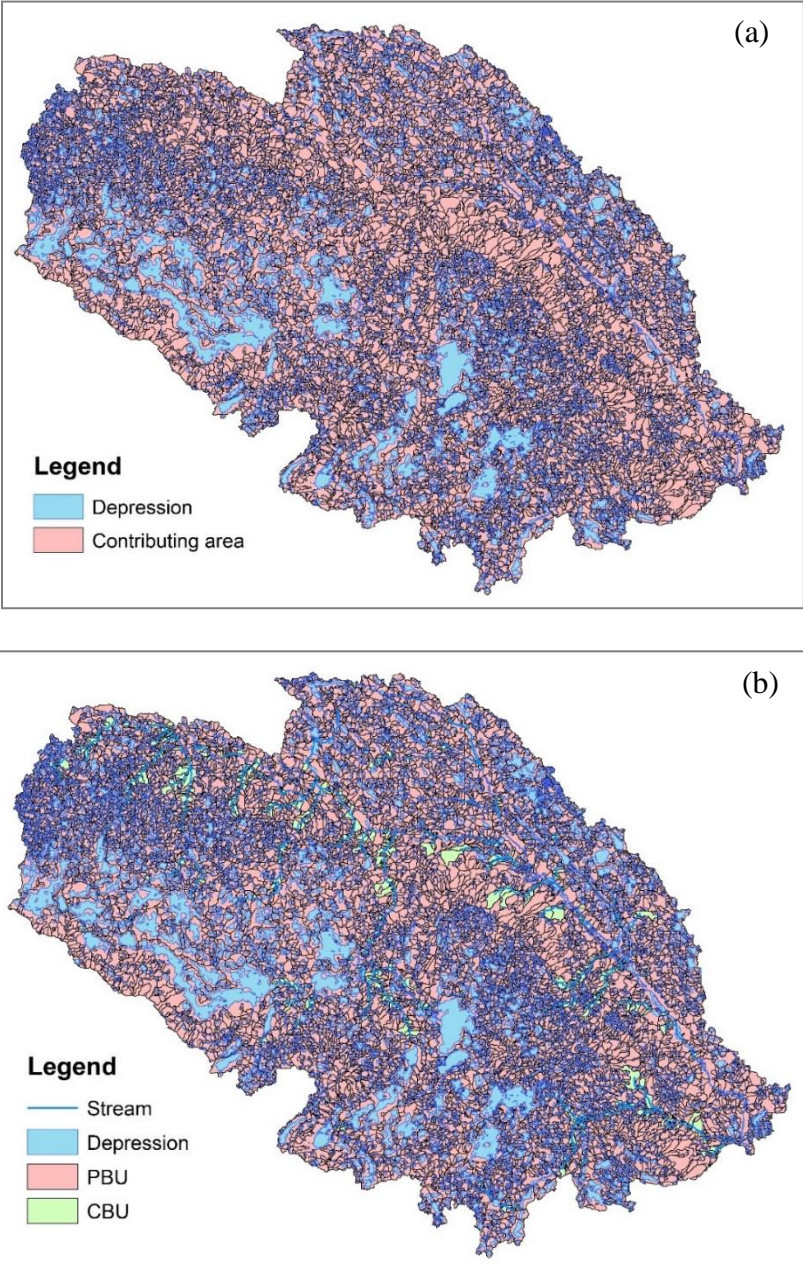 (a)
Legend
Depression
Contributing area
(b)
Legend
Stream
Depression
PBU
CBU